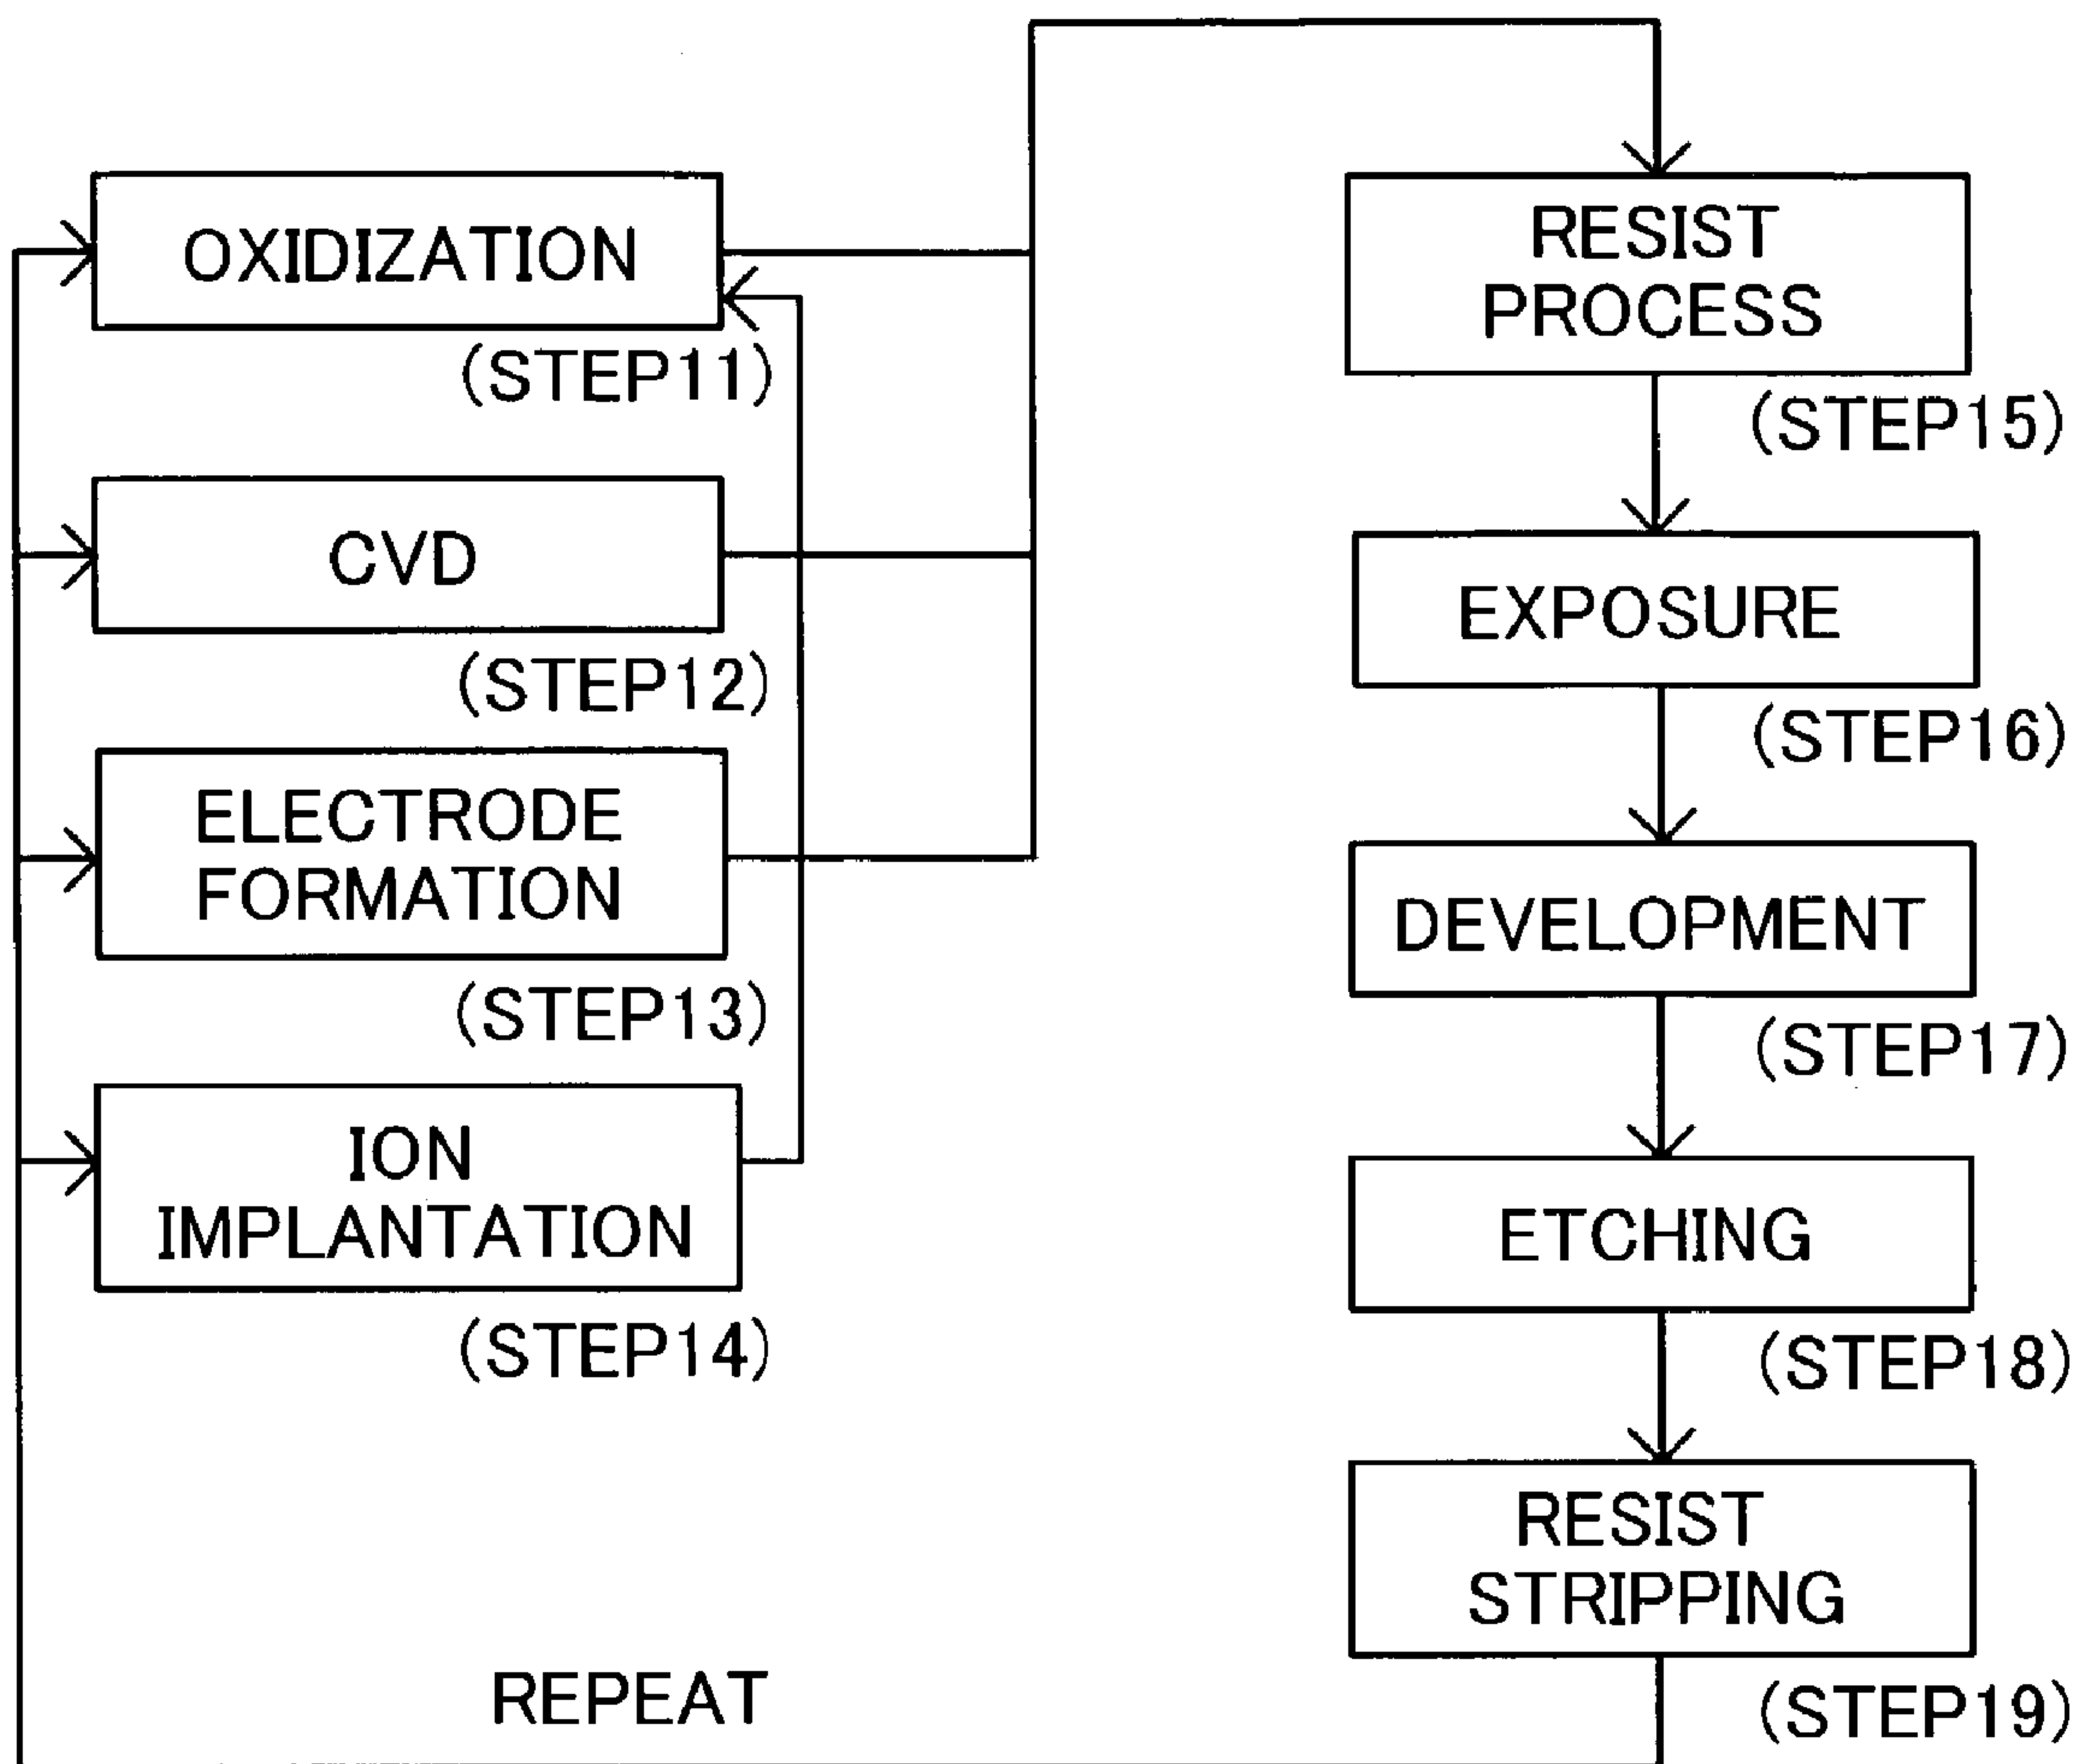 OXIDIZATION
(STEP11)
CVD
(STEP12)
ELECTRODE
FORMATION
(STEP13)
ION
IMPLANTATION
(STEP14)
REPEAT
RESIST
PROCESS
(STEP15)
EXPOSURE
(STEP16)
DEVELOPMENT
(STEP17)
ETCHING
(STEP18)
RESIST
STRIPPING
(STEP19)